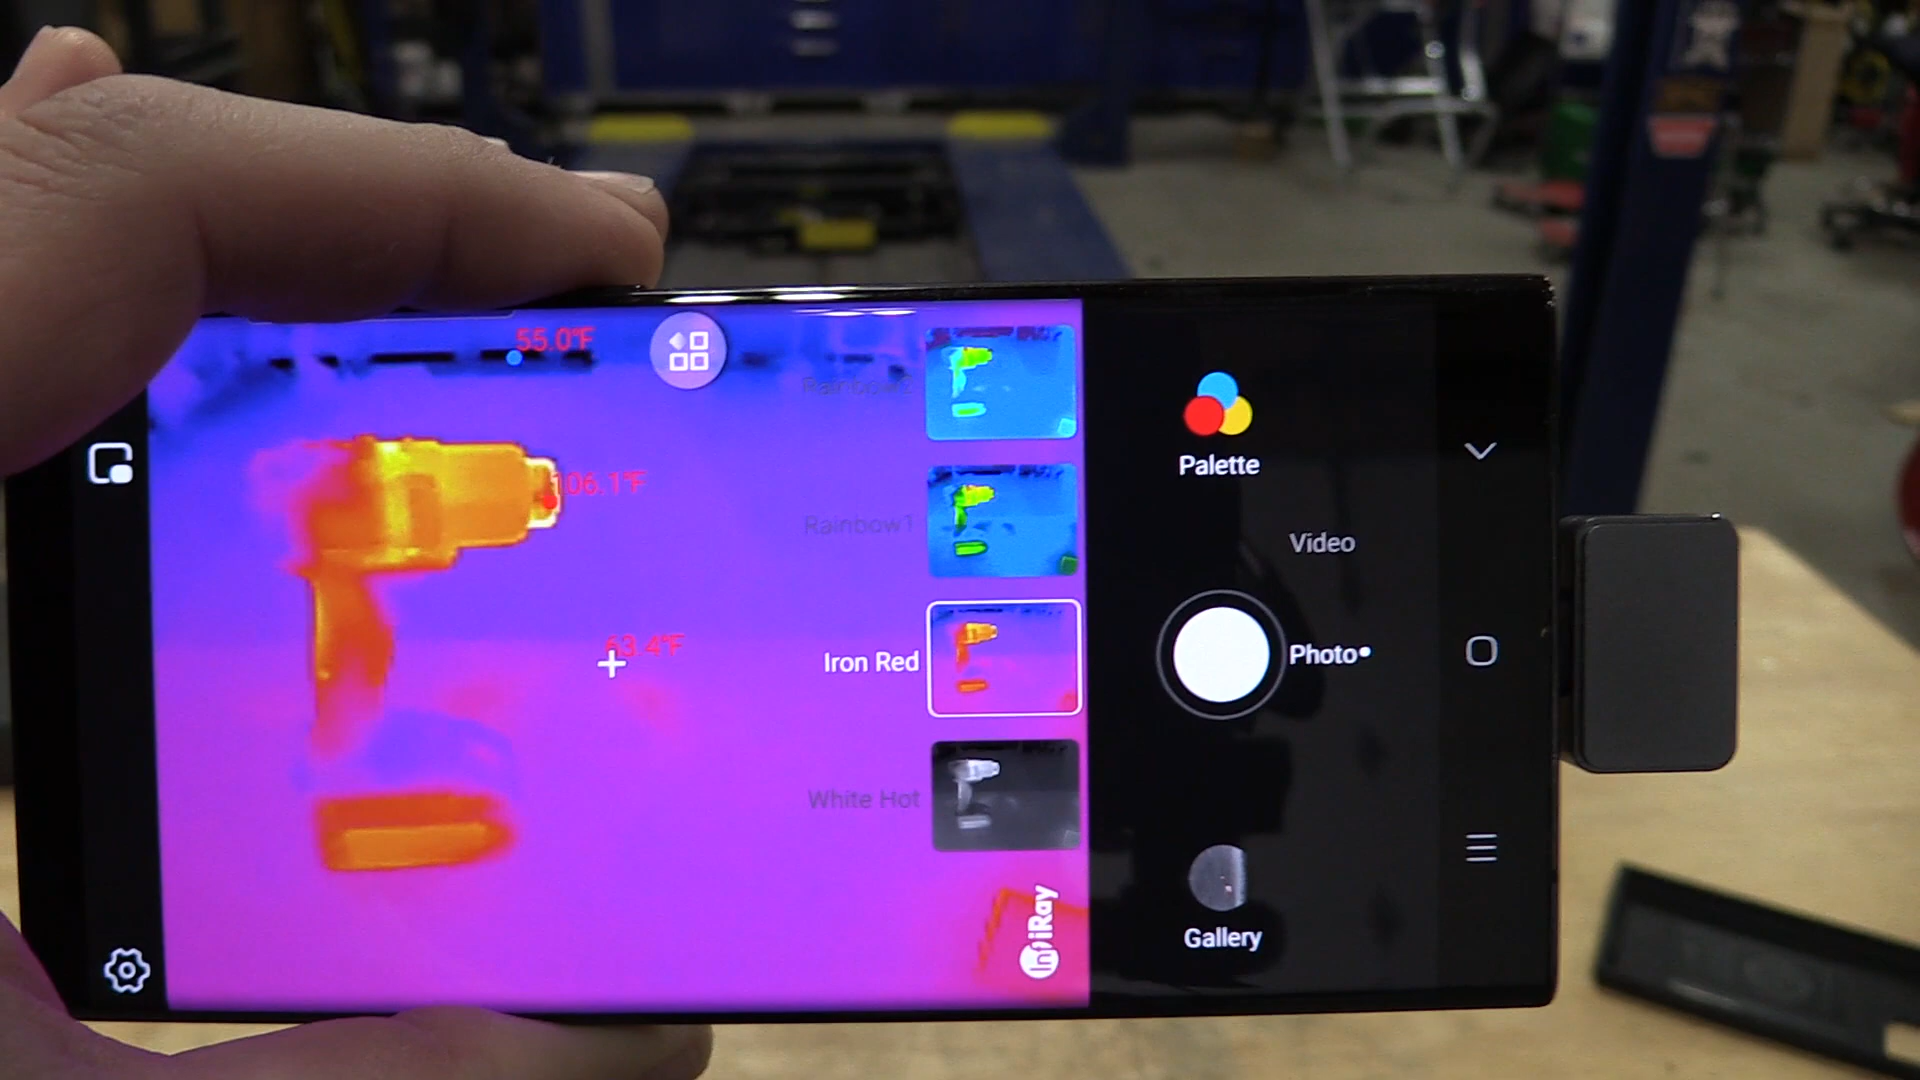 55.0°F
Rainbow2
106.1°F
Rainbow1
63.4°F
Iron Red
White Hot
InfiRay
Palette
Video
Photo
Gallery